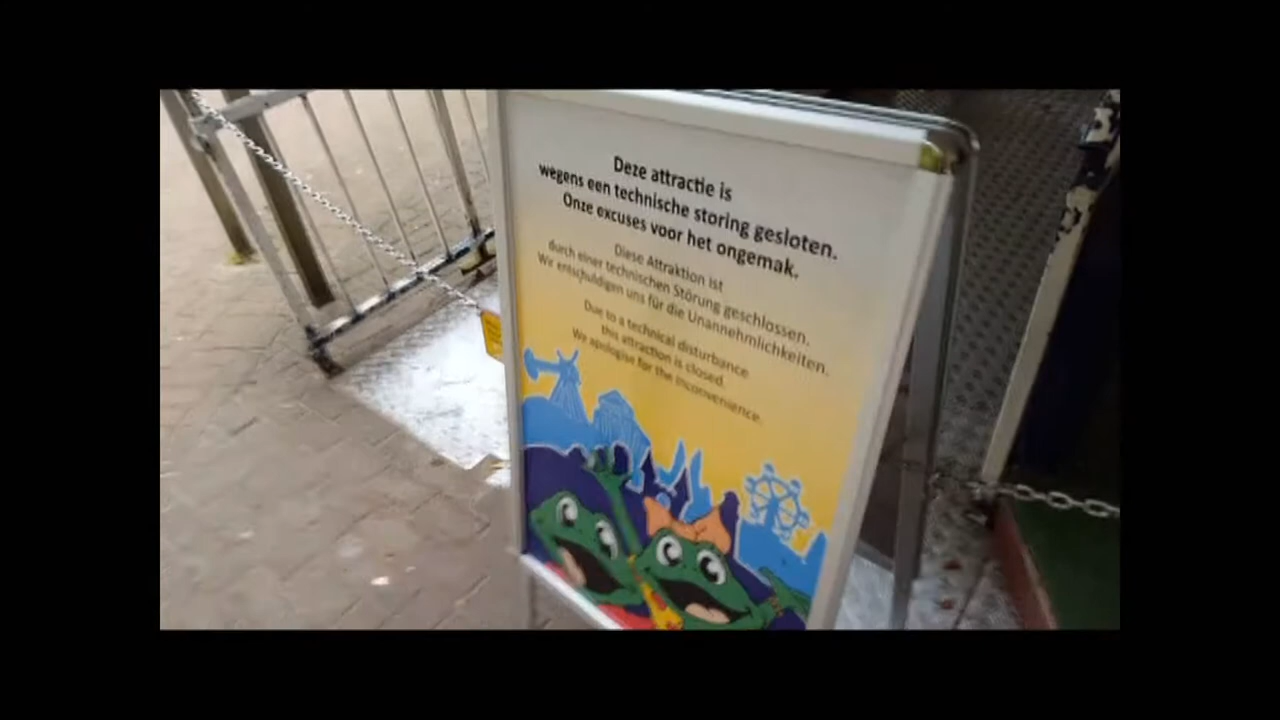 Deze attractie is
wegens een technische storing gesloten.
Onze excuses voor het ongemak.
Diese Attraktion ist
durch einer technischen Störung geschlossen.
Wir entschuldigen uns für die Unannehmlichkeiten.
Due to a technical disturbance
this attraction is closed.
We apologise for the inconvenience.